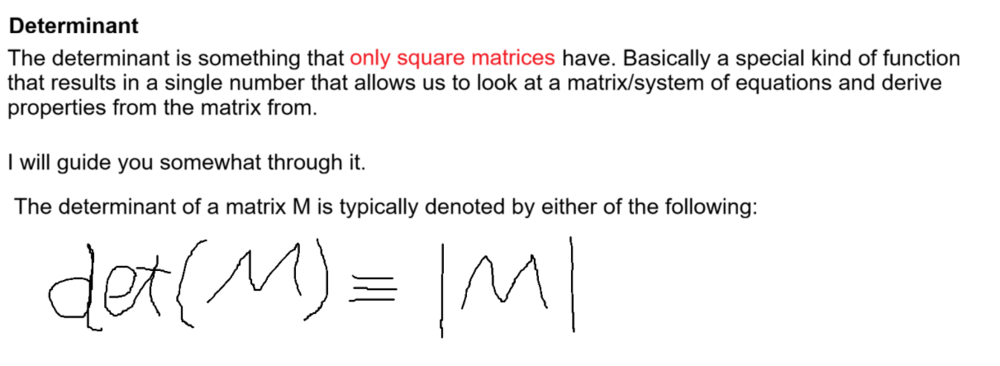 Determinant
The determinant is something that only square matrices have. Basically a special kind of function
that results in a single number that allows us to look at a matrix/system of equations and derive
properties from the matrix from.
I will guide you somewhat through it.
The determinant of a matrix M is typically denoted by either of the following:
det(M) ≡ |M|